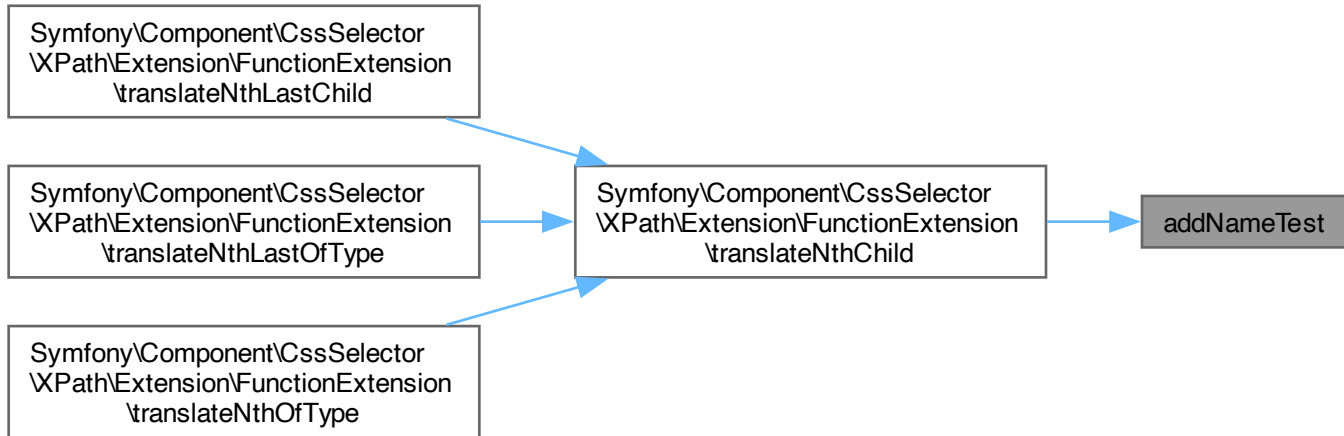 Symfony\Component\CssSelector
\XPath\Extension\FunctionExtension
\translateNthLastChild
Symfony\Component\CssSelector
\XPath\Extension\FunctionExtension
\translateNthLastOfType
Symfony\Component\CssSelector
\XPath\Extension\FunctionExtension
\translateNthOfType
Symfony\Component\CssSelector
\XPath\Extension\FunctionExtension
\translateNthChild
addNameTest